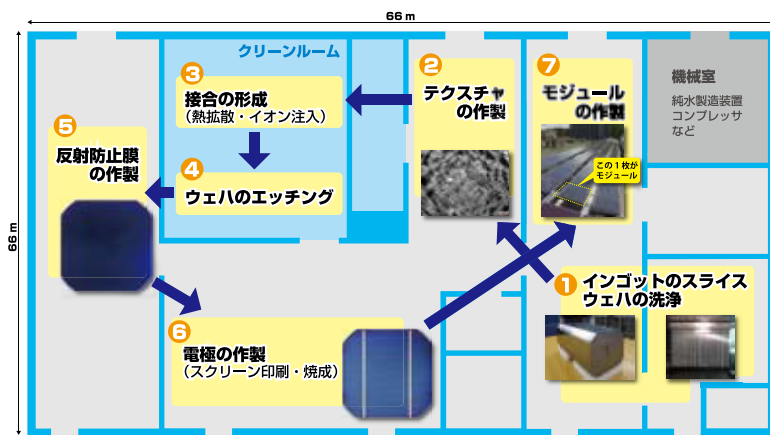 66 m
66 m
クリーンルーム
3
接合の形成
（熱拡散・イオン注入）
4
ウェハのエッチング
5
反射防止膜
の作製
2
テクスチャ
の作製
7
モジュール
の作製
この１枚が
モジュール
機械室
純水製造装置
コンプレッサ
など
1
インゴットのスライス
ウェハの洗浄
6
電極の作製
（スクリーン印刷・焼成）